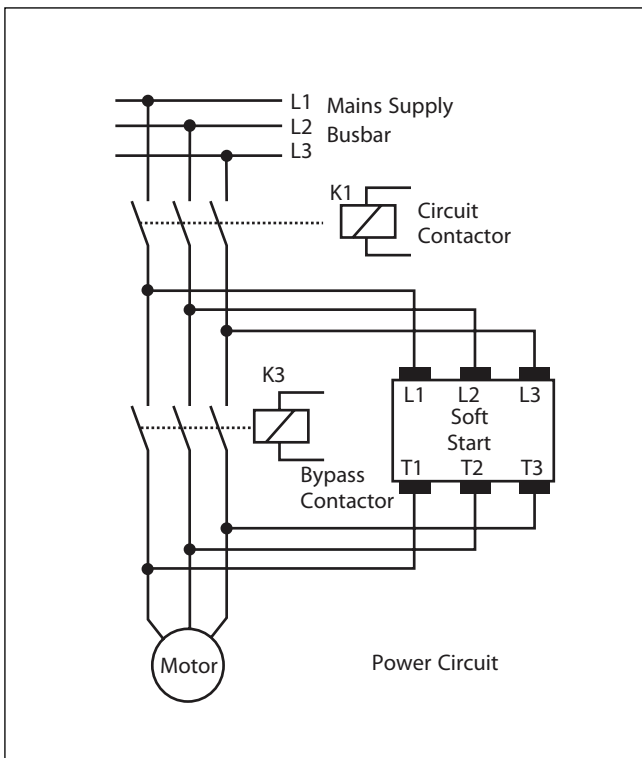 L1 Mains Supply
L2 Busbar
L3
K1
Circuit
Contactor
K3
Bypass
Contactor
L1 L2 L3
Soft
Start
T1 T2 T3
Motor
Power Circuit